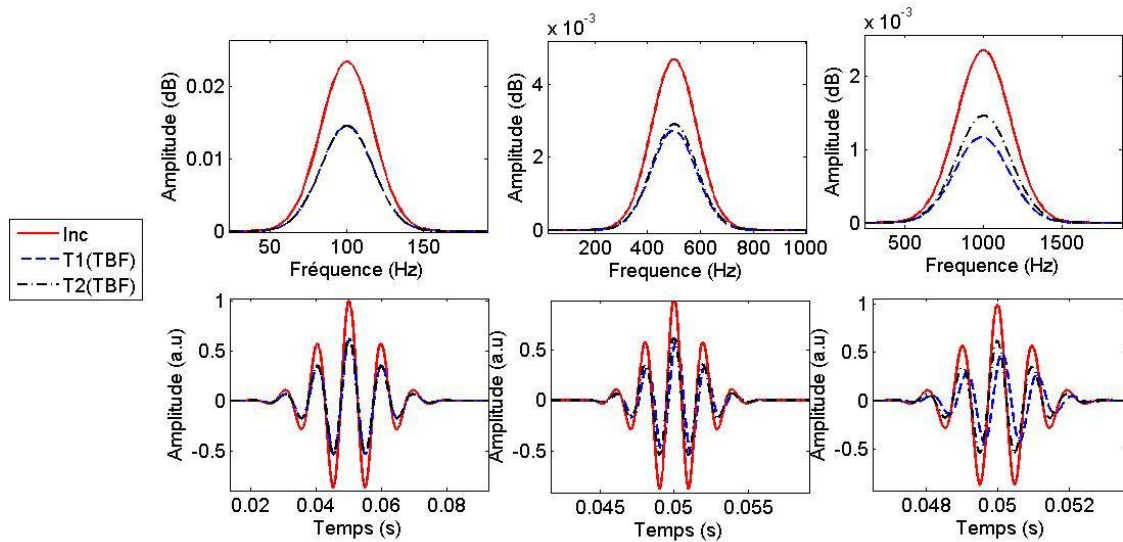 x 10⁻³
x 10⁻³
Amplitude (dB)
0.02
0.01
0
50 100 150
Fréquence (Hz)
Amplitude (dB)
4
2
0
200 400 600 800 1000
Frequence (Hz)
Amplitude (dB)
2
1
0
500 1000 1500
Frequence (Hz)
Inc
T1(TBF)
T2(TBF)
Amplitude (a.u)
1
0.5
0
-0.5
0.02 0.04 0.06 0.08
Temps (s)
Amplitude (a.u)
1
0.5
0
-0.5
0.045 0.05 0.055
Temps (s)
Amplitude (a.u)
1
0.5
0
-0.5
0.048 0.05 0.052
Temps (s)